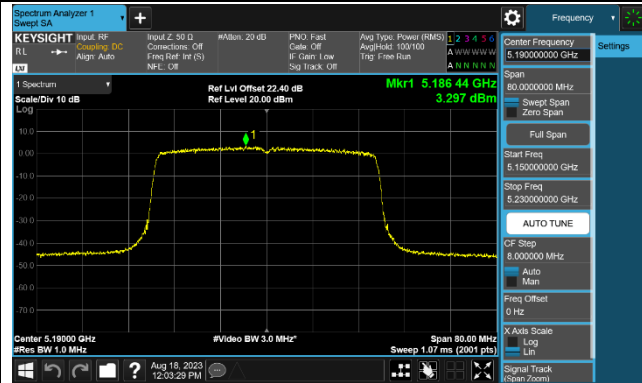 Spectrum Analyzer 1
Swept SA
Frequency
KEYSIGHT
RL
LXI
Input: RF
Coupling: DC
Align: Auto
Input Z: 50 Ω
Corrections: Off
Freq Ref: Int (S)
NFE: Off
#Atten: 20 dB
PNO: Fast
Gate: Off
IF Gain: Low
Sig Track: Off
Avg Type: Power (RMS)
Avg|Hold: 100/100
Trig: Free Run
1 2 3 4 5 6
A W W W W W
A N N N N N
1 Spectrum
Scale/Div 10 dB
Log
Ref Lvl Offset 22.40 dB
Ref Level 20.00 dBm
Mkr1 5.186 44 GHz
3.297 dBm
1
10.0
0.00
-10.0
-20.0
-30.0
-40.0
-50.0
-60.0
-70.0
Center 5.19000 GHz
#Res BW 1.0 MHz
#Video BW 3.0 MHz*
Span 80.00 MHz
Sweep 1.07 ms (2001 pts)
Aug 18, 2023
12:03:29 PM
Center Frequency
5.190000000 GHz
Span
80.0000000 MHz
Swept Span
Zero Span
Full Span
Start Freq
5.150000000 GHz
Stop Freq
5.230000000 GHz
AUTO TUNE
CF Step
8.000000 MHz
Auto
Man
Freq Offset
0 Hz
X Axis Scale
Log
Lin
Signal Track
(Span Zoom)
Settings